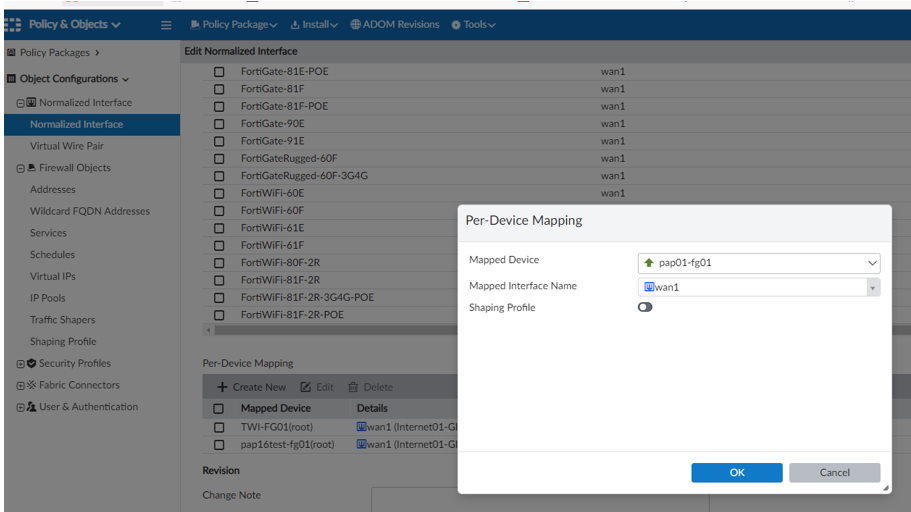 Policy & Objects
Policy Package Install ADOM Revisions Tools
Policy Packages
Object Configurations
Normalized Interface
Normalized Interface
Virtual Wire Pair
Firewall Objects
Addresses
Wildcard FQDN Addresses
Services
Schedules
Virtual IPs
IP Pools
Traffic Shapers
Shaping Profile
Security Profiles
Fabric Connectors
User & Authentication
Edit Normalized Interface
FortiGate-81E-POE wan1
FortiGate-81F wan1
FortiGate-81F-POE wan1
FortiGate-90E wan1
FortiGate-91E wan1
FortiGateRugged-60F wan1
FortiGateRugged-60F-3G4G wan1
FortiWiFi-60E wan1
FortiWiFi-60F
FortiWiFi-61E
FortiWiFi-61F
FortiWiFi-80F-2R
FortiWiFi-81F-2R
FortiWiFi-81F-2R-3G4G-POE
FortiWiFi-81F-2R-POE
Per-Device Mapping
Create New Edit Delete
Mapped Device Details
TWI-FG01(root) wan1 (Internet01-Gl
pap16test-fg01(root) wan1 (Internet01-Gl
Revision
Change Note
Per-Device Mapping
Mapped Device pap01-fg01
Mapped Interface Name wan1
Shaping Profile
OK Cancel